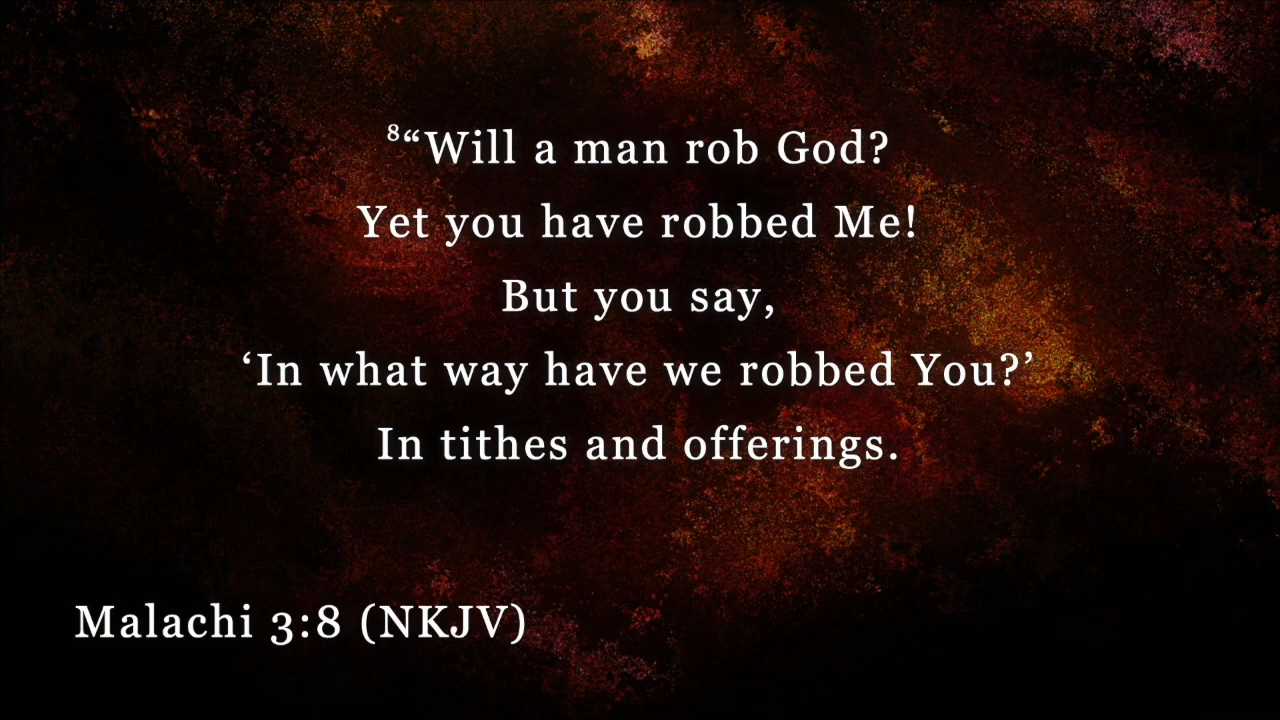 ⁸“Will a man rob God?
Yet you have robbed Me!
But you say,
‘In what way have we robbed You?’
In tithes and offerings.
Malachi 3:8 (NKJV)